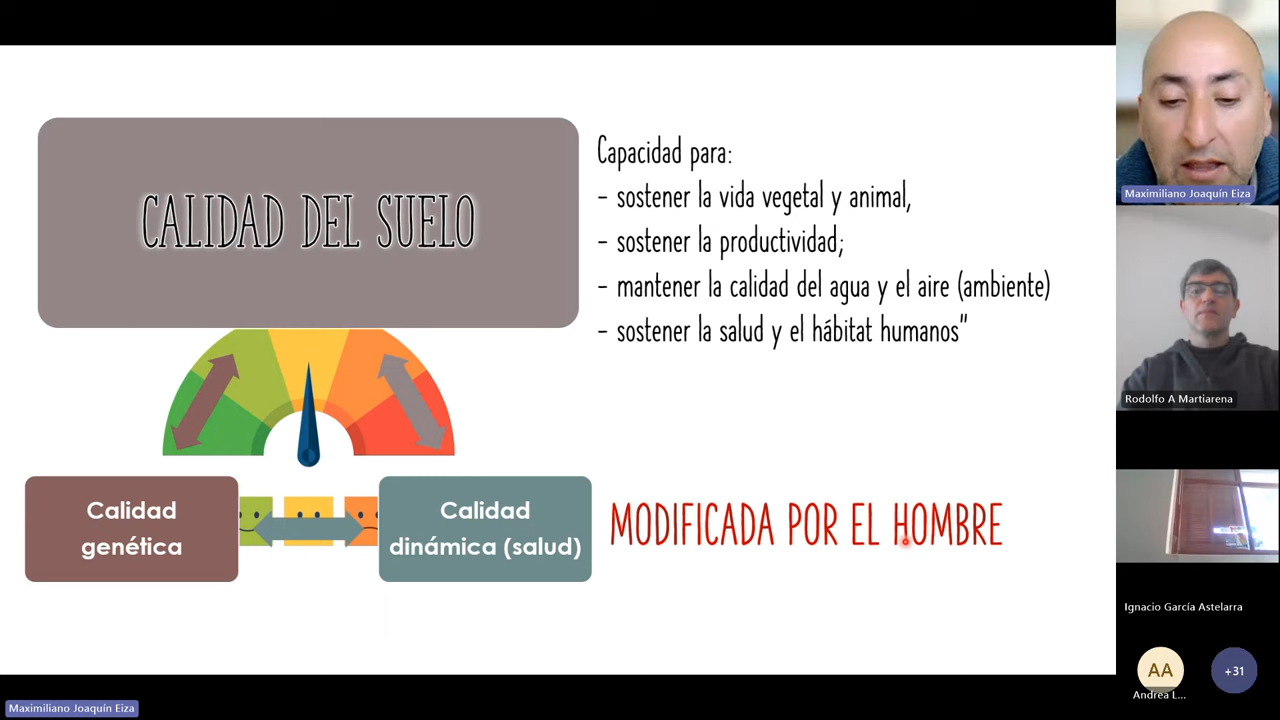 CALIDAD DEL SUELO
Capacidad para:
- sostener la vida vegetal y animal,
- sostener la productividad;
- mantener la calidad del agua y el aire (ambiente)
- sostener la salud y el hábitat humanos”
Calidad
genética
Calidad
dinámica (salud)
MODIFICADA POR EL HOMBRE
Maximiliano Joaquín Eiza
Rodolfo A Martiarena
Ignacio García Astelarra
AA
Andrea L...
+31
Maximiliano Joaquín Eiza